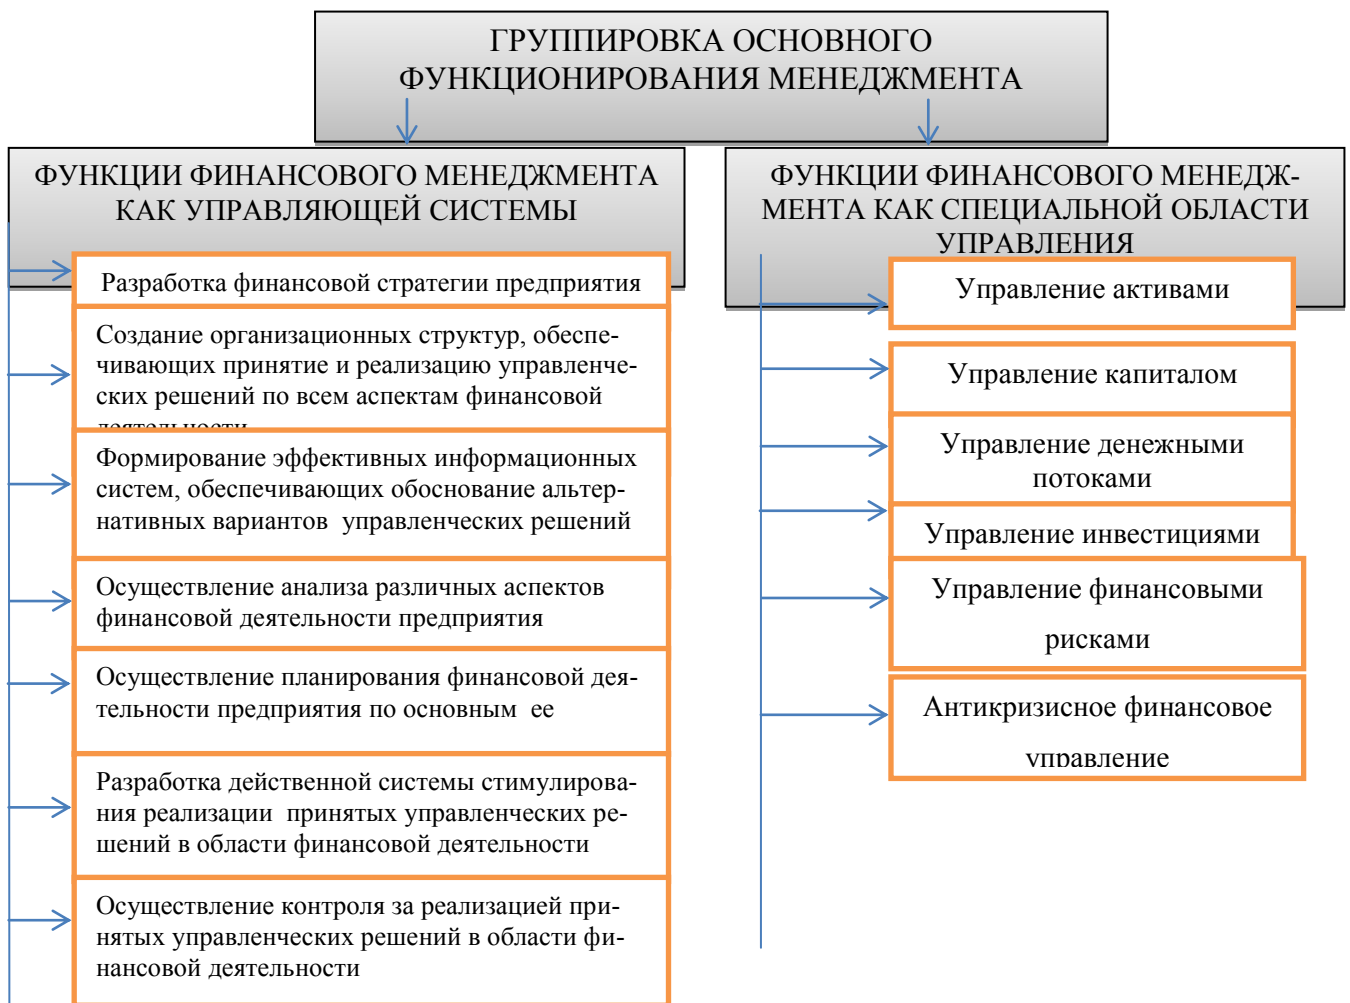 ГРУППИРОВКА ОСНОВНОГО
ФУНКЦИОНИРОВАНИЯ МЕНЕДЖМЕНТА
ФУНКЦИИ ФИНАНСОВОГО МЕНЕДЖМЕНТА
КАК УПРАВЛЯЮЩЕЙ СИСТЕМЫ
Разработка финансовой стратегии предприятия
Создание организационных структур, обеспе-
чивающих принятие и реализацию управленче-
ских решений по всем аспектам финансовой
деятельности
Формирование эффективных информационных
систем, обеспечивающих обоснование альтер-
нативных вариантов управленческих решений
Осуществление анализа различных аспектов
финансовой деятельности предприятия
Осуществление планирования финансовой дея-
тельности предприятия по основным ее
Разработка действенной системы стимулирова-
ния реализации принятых управленческих ре-
шений в области финансовой деятельности
Осуществление контроля за реализацией при-
нятых управленческих решений в области фи-
нансовой деятельности
ФУНКЦИИ ФИНАНСОВОГО МЕНЕДЖ-
МЕНТА КАК СПЕЦИАЛЬНОЙ ОБЛАСТИ
УПРАВЛЕНИЯ
Управление активами
Управление капиталом
Управление денежными
потоками
Управление инвестициями
Управление финансовыми
рисками
Антикризисное финансовое
управление